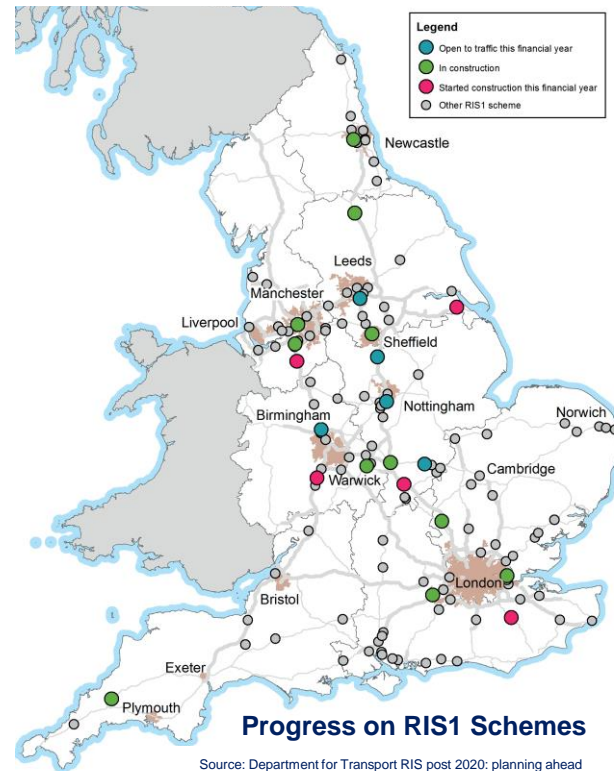 Legend
Open to traffic this financial year
In construction
Started construction this financial year
Other RIS1 scheme
Newcastle
Leeds
Manchester
Liverpool
Sheffield
Nottingham
Norwich
Birmingham
Cambridge
Warwick
London
Bristol
Exeter
Plymouth
Progress on RIS1 Schemes
Source: Department for Transport RIS post 2020: planning ahead